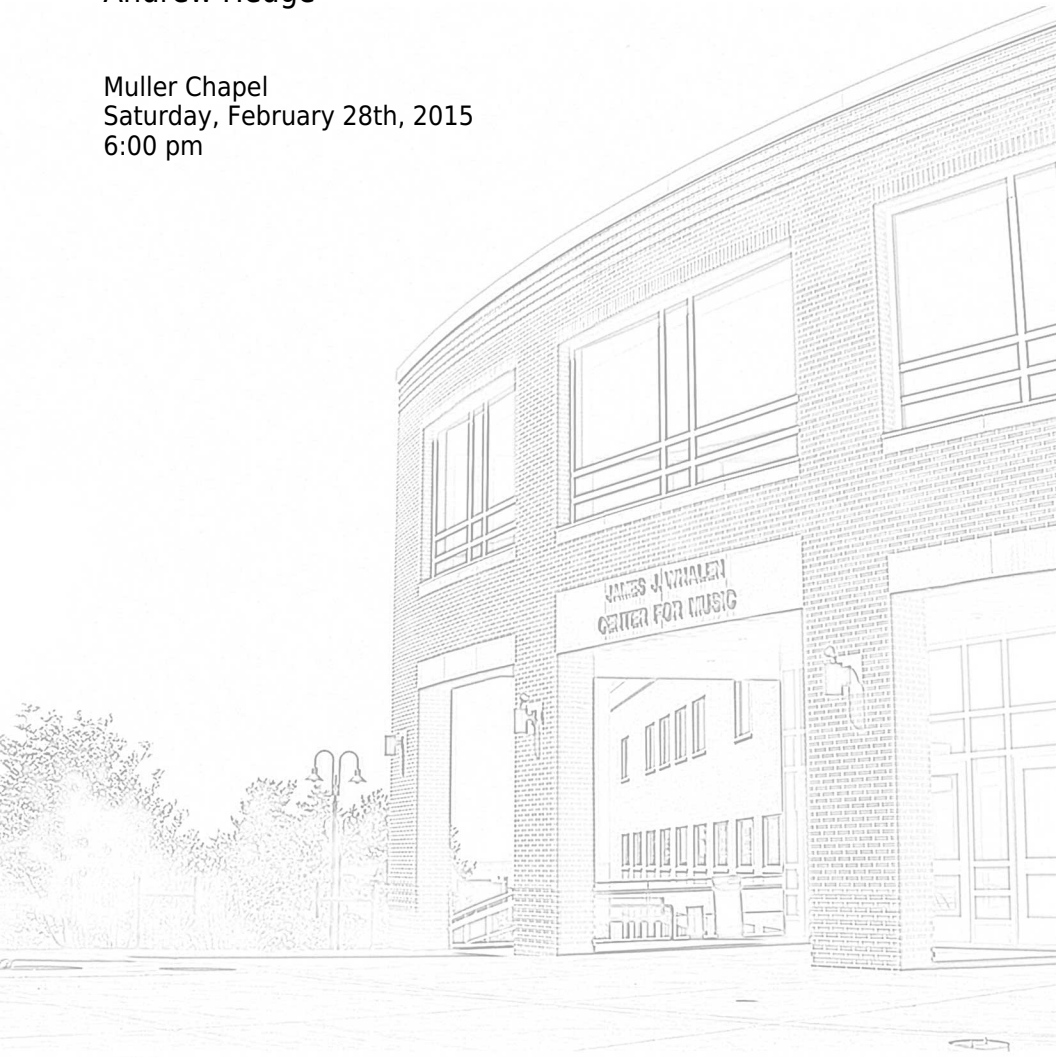 Muller Chapel
Saturday, February 28th, 2015
6:00 pm
JAMES J. WHALEN
CENTER FOR MUSIC